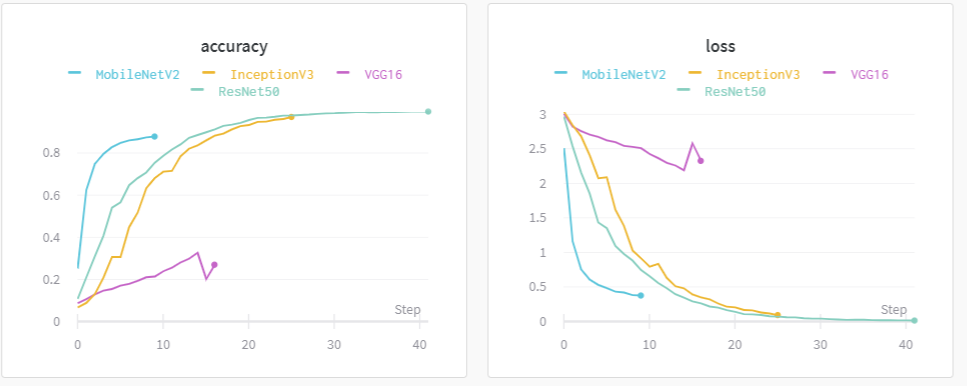 accuracy
MobileNetV2 InceptionV3 VGG16
ResNet50
0.8
0.6
0.4
0.2
0
Step
0 10 20 30 40
loss
MobileNetV2 InceptionV3 VGG16
ResNet50
3
2.5
2
1.5
1
0.5
0
Step
0 10 20 30 40